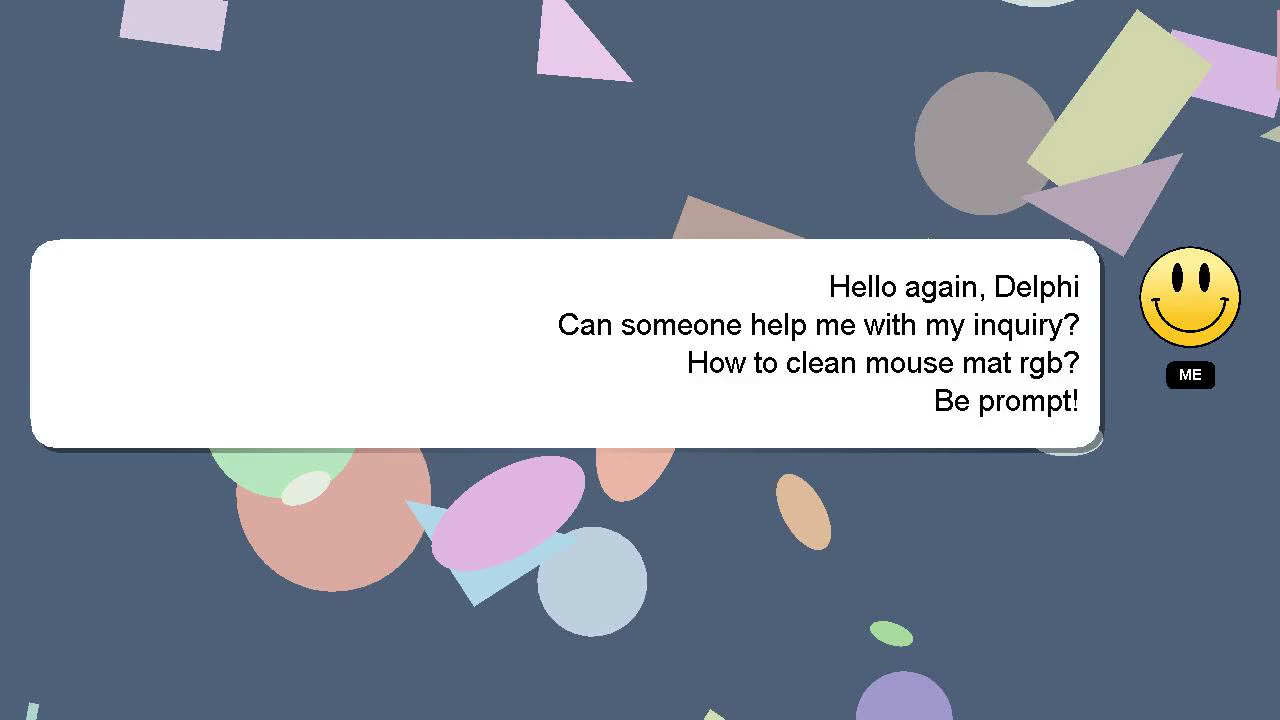 Hello again, Delphi
Can someone help me with my inquiry?
How to clean mouse mat rgb?
Be prompt!
ME